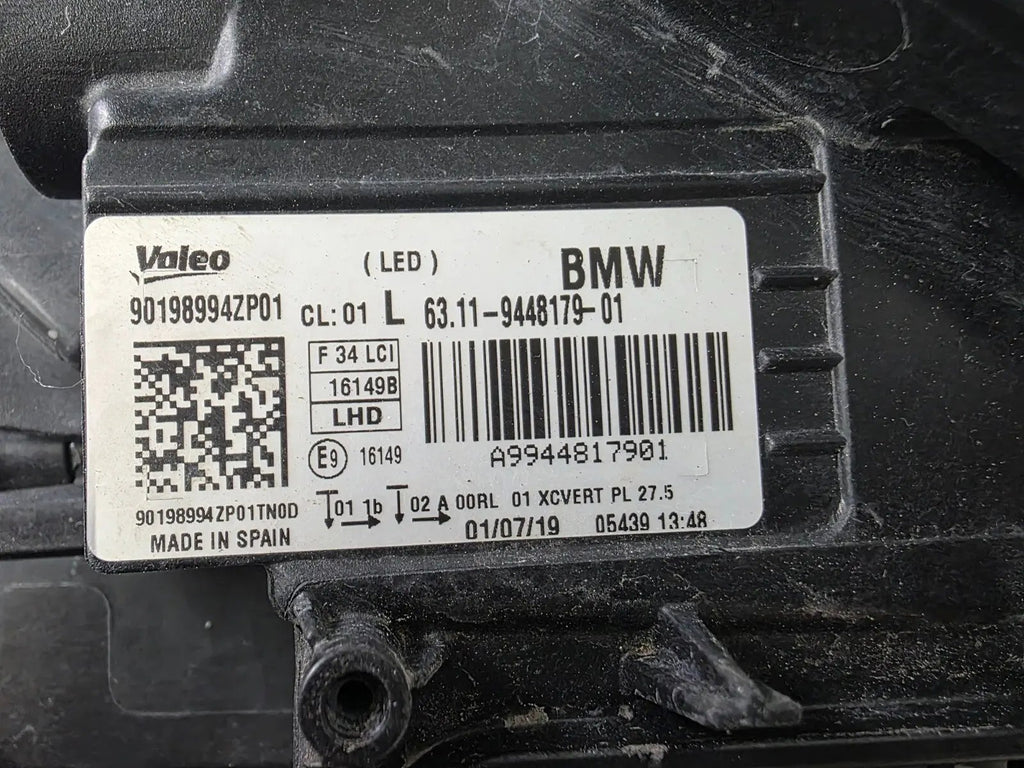 Valeo (LED) BMW
90198994ZP01 CL: 01 L 63.11-9448179-01
F 34 LCI
16149B
LHD
E9 16149
A9944817901
90198994ZP01TN0D 01 1b 02 A 00RL 01 XCVERT PL 27.5
MADE IN SPAIN 01/07/19 05439 13:48